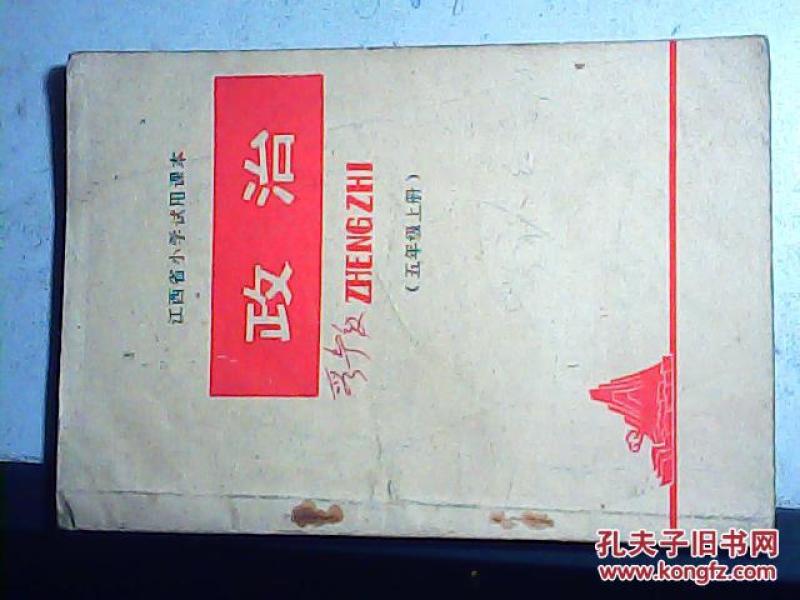 江西省小学试用课本
政治
ZHENGZHI
(五年级上册)
孔夫子旧书网
www.kongfz.com